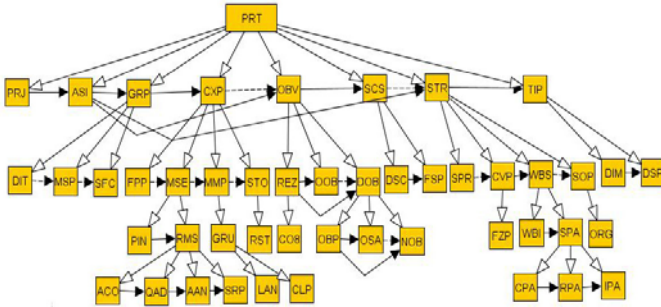 PRT
PRJ ASI GRP CXP OBV SCS STR TIP
DIT MSP SFC FPP MSE MMP STO REZ OOB DOB DSC FSP SPR CVP WBS SOP DIM DSP
PIN RMS GRU RST CO8 OBP OSA NOB FZP WBI SPA ORG
ACO QAD AAN SRP LAN CLP CPA RPA IPA